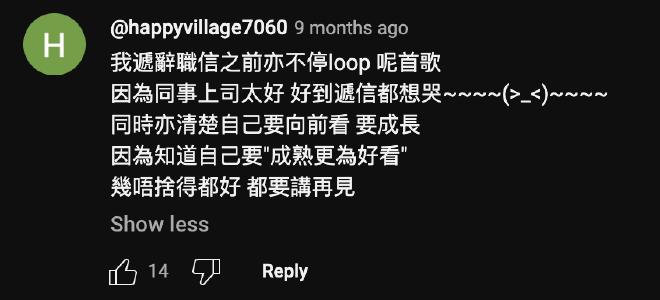 H
@happyvillage7060 9 months ago
我遞辭職信之前亦不停loop 呢首歌
因為同事上司太好 好到遞信都想哭~~~~(>_<)~~~~
同時亦清楚自己要向前看 要成長
因為知道自己要"成熟更為好看"
幾唔捨得都好 都要講再見
Show less
14 Reply